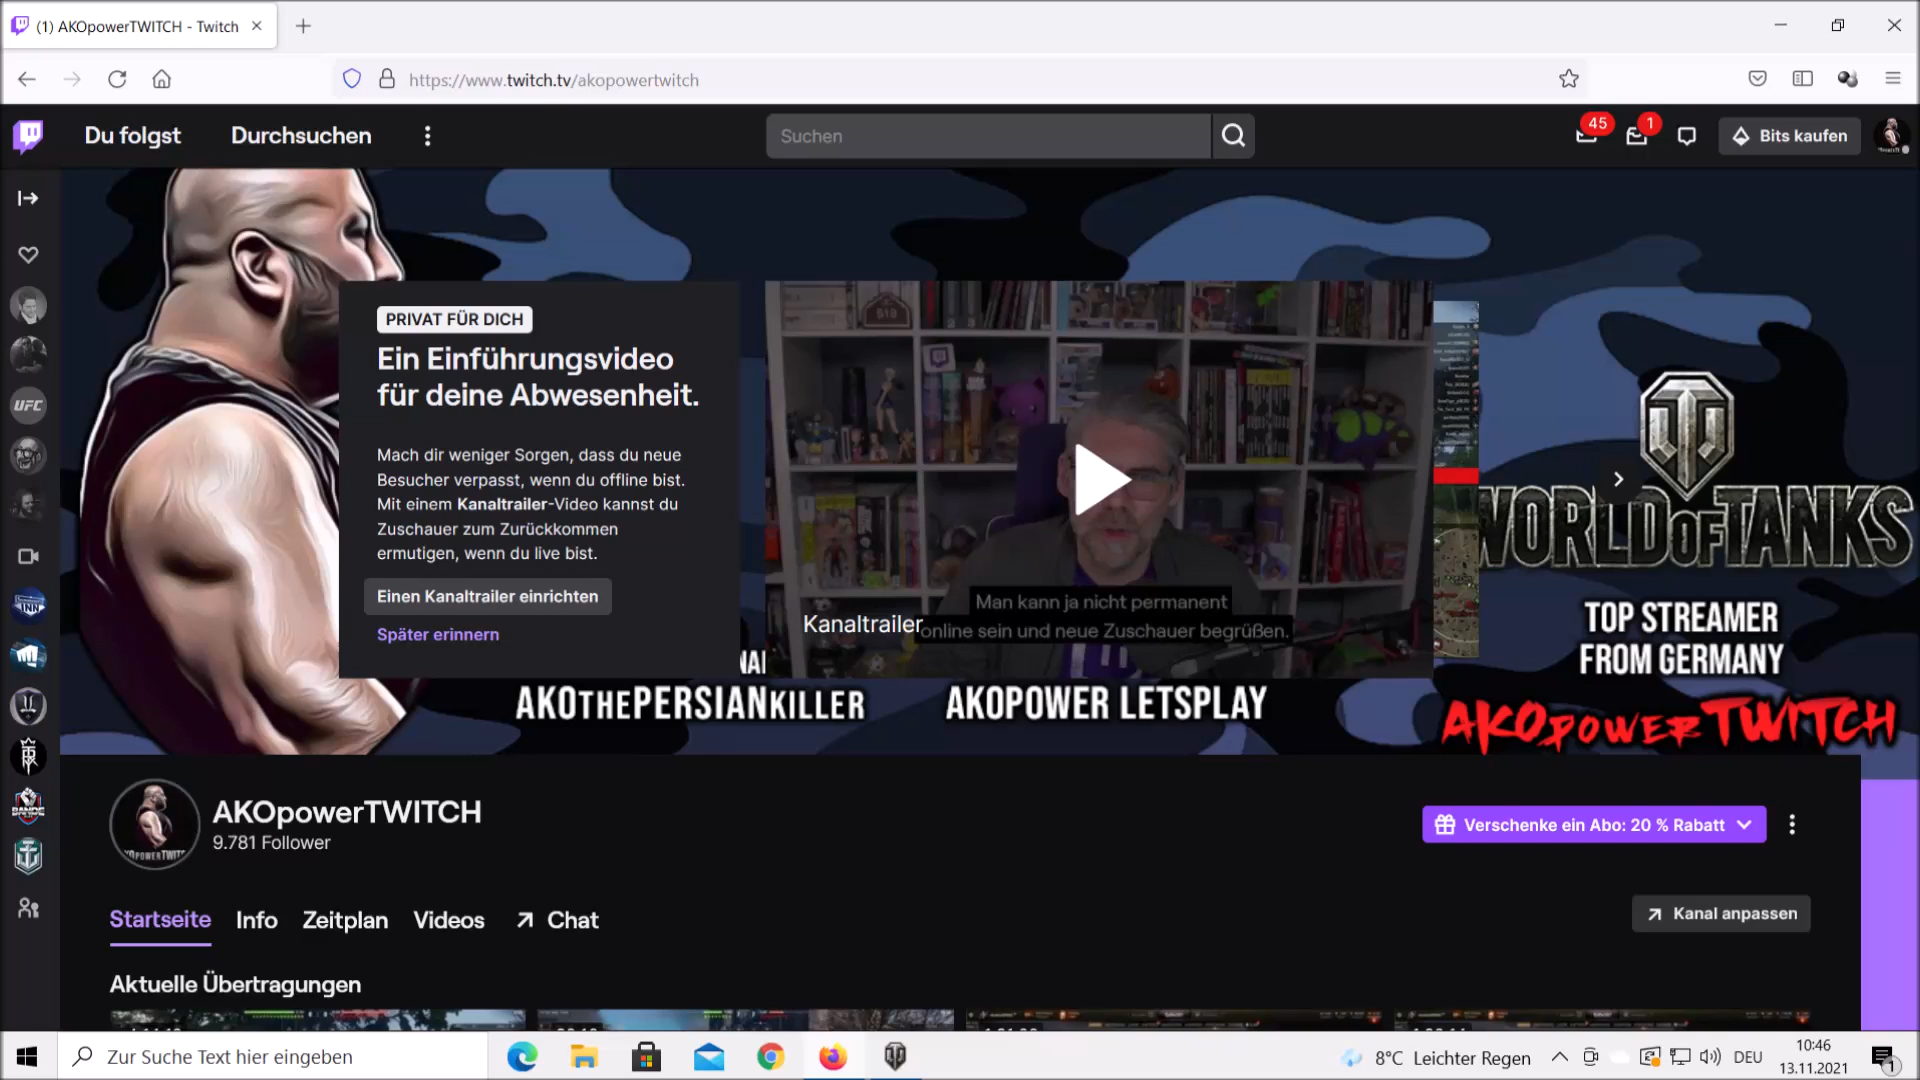 (1) AKOpowerTWITCH - Twitch
https://www.twitch.tv/akopowertwitch
Du folgst
Durchsuchen
Suchen
45
1
Bits kaufen
PRIVAT FÜR DICH
Ein Einführungsvideo
für deine Abwesenheit.
Mach dir weniger Sorgen, dass du neue
Besucher verpasst, wenn du offline bist.
Mit einem Kanaltrailer-Video kannst du
Zuschauer zum Zurückkommen
ermutigen, wenn du live bist.
Einen Kanaltrailer einrichten
Später erinnern
Man kann ja nicht permanent
online sein und neue Zuschauer begrüßen.
Kanaltrailer
AKOTHEPERSIANKILLER
AKOPOWER LETSPLAY
WORLD OF TANKS
TOP STREAMER
FROM GERMANY
AKOPOWERTWITCH
UFC
INN
BANDE
AKOpowerTWITCH
9.781 Follower
Verschenke ein Abo: 20 % Rabatt
Startseite
Info
Zeitplan
Videos
Chat
Kanal anpassen
Aktuelle Übertragungen
Zur Suche Text hier eingeben
8°C Leichter Regen
DEU
10:46
13.11.2021
1